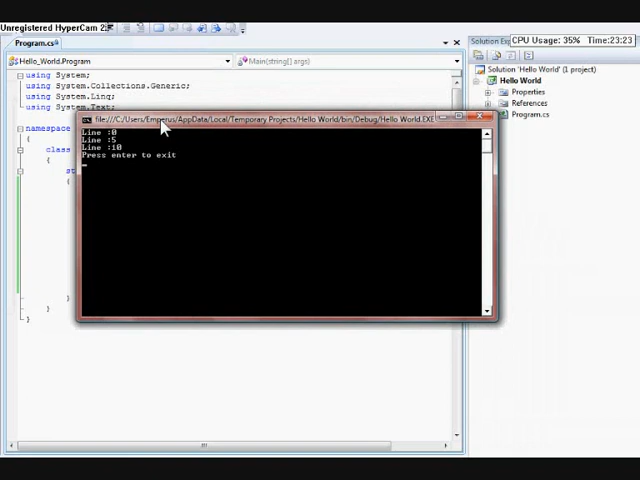 Unregistered HyperCam 2
Program.cs
Solution Exp
CPU Usage: 35% Time:23:23
Hello_World.Program
Main(string[] args)
using System;
using System.Collections.Generic;
using System.Linq;
using System.Text;
Solution 'Hello World' (1 project)
Hello World
Properties
References
Program.cs
file:///C:/Users/Emperus/AppData/Local/Temporary Projects/Hello World/bin/Debug/Hello World.EXE
Line :0
Line :5
Line :10
Press enter to exit
namespace
{
class
{
st
{
}
}
}